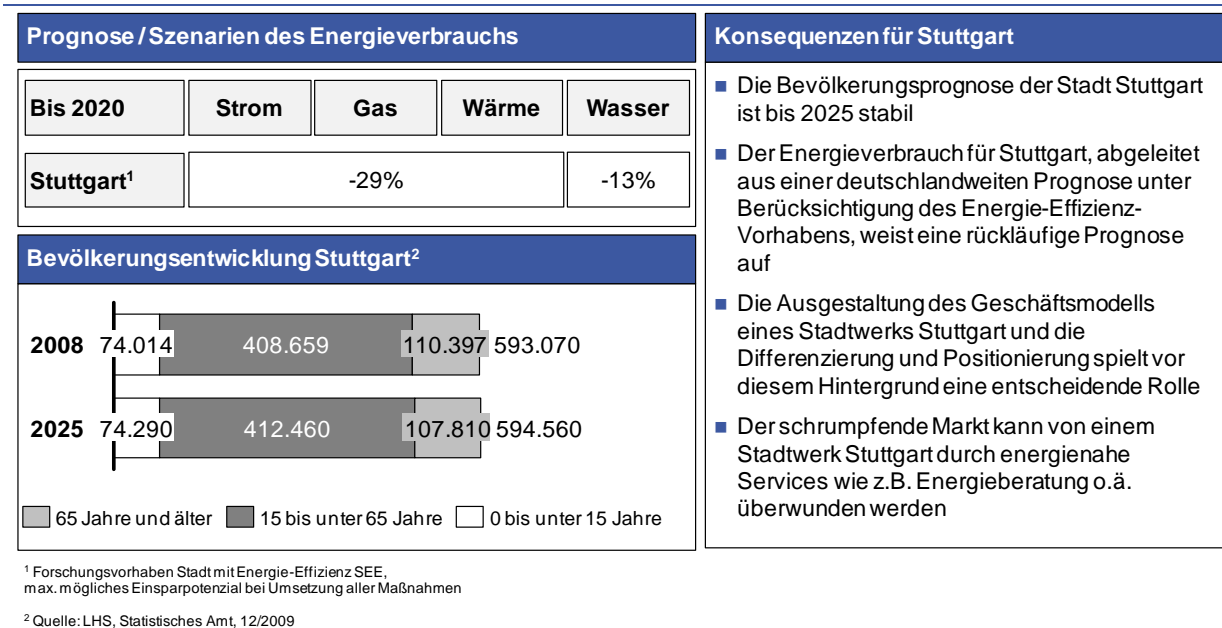 Prognose / Szenarien des Energieverbrauchs
Bis 2020 Strom Gas Wärme Wasser
Stuttgart¹ -29% -13%
Bevölkerungsentwicklung Stuttgart²
2008 74.014 408.659 110.397 593.070
2025 74.290 412.460 107.810 594.560
65 Jahre und älter 15 bis unter 65 Jahre 0 bis unter 15 Jahre
Konsequenzen für Stuttgart
Die Bevölkerungsprognose der Stadt Stuttgart
ist bis 2025 stabil
Der Energieverbrauch für Stuttgart, abgeleitet
aus einer deutschlandweiten Prognose unter
Berücksichtigung des Energie-Effizienz-
Vorhabens, weist eine rückläufige Prognose
auf
Die Ausgestaltung des Geschäftsmodells
eines Stadtwerks Stuttgart und die
Differenzierung und Positionierung spielt vor
diesem Hintergrund eine entscheidende Rolle
Der schrumpfende Markt kann von einem
Stadtwerk Stuttgart durch energienahe
Services wie z.B. Energieberatung o.ä.
überwunden werden
¹ Forschungsvorhaben Stadt mit Energie-Effizienz SEE,
max. mögliches Einsparpotenzial bei Umsetzung aller Maßnahmen
² Quelle: LHS, Statistisches Amt, 12/2009